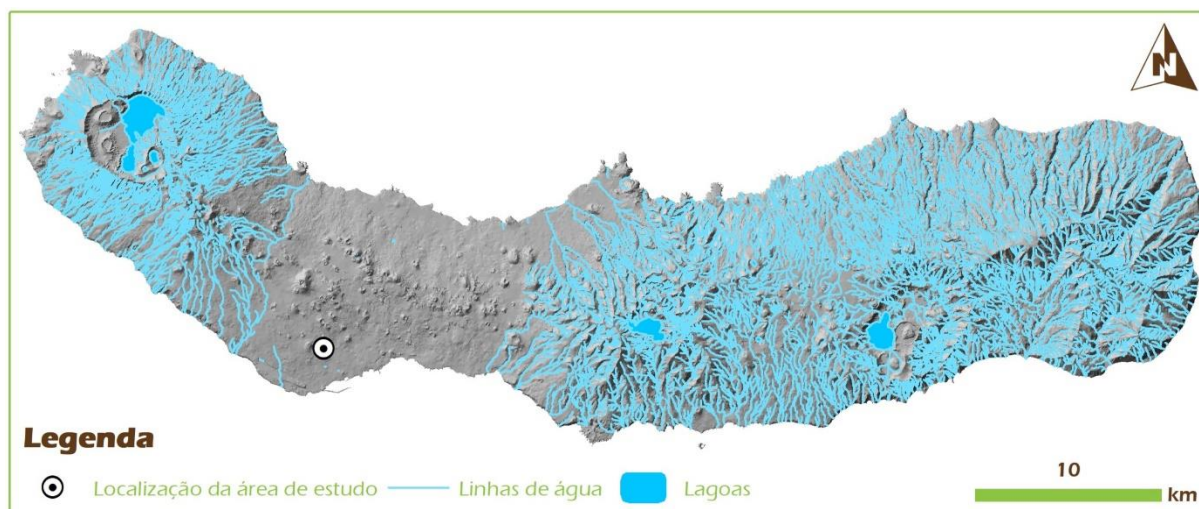 N
Legenda
Localização da área de estudo
Linhas de água
Lagoas
10
km